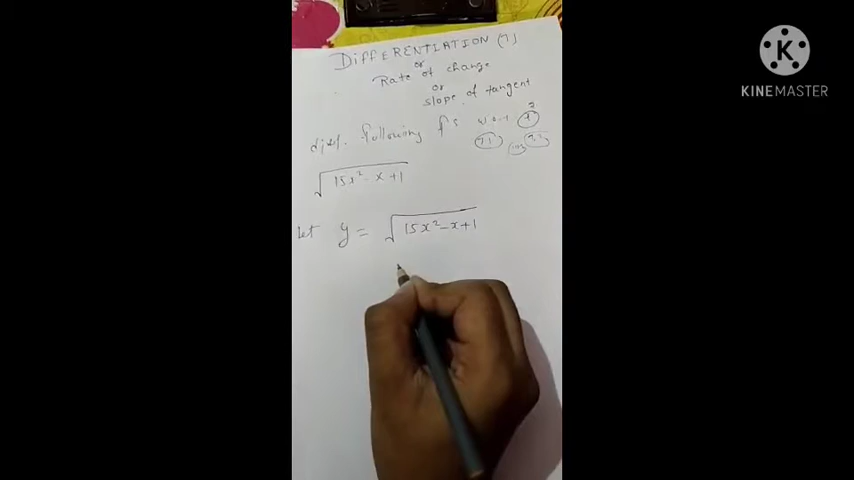 DIFFERENTIATION (7)
or
Rate of change
or
slope of tangent
diff. following fs w.r.t
√15x² - x + 1
Let y = √15x² - x + 1
KINEMASTER